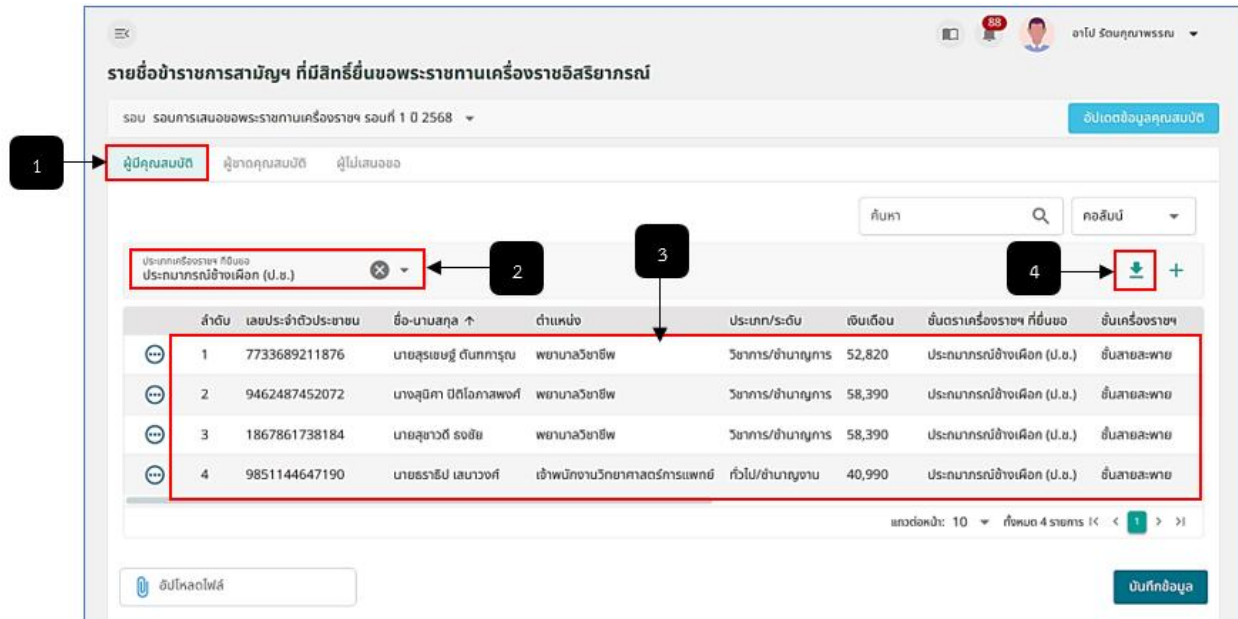 88
อาโป รัตนคุณาพรรณ
รายชื่อข้าราชการสามัญฯ ที่มีสิทธิ์ยื่นขอพระราชทานเครื่องราชอิสริยาภรณ์
รอบ รอบการเสนอขอพระราชทานเครื่องราชฯ รอบที่ 1 ปี 2568
อัปเดตข้อมูลคุณสมบัติ
1
ผู้มีคุณสมบัติ ผู้ขาดคุณสมบัติ ผู้ไม่เสนอขอ
ค้นหา คอลัมน์
ประเภทเครื่องราชฯ ที่ยื่นขอ
ประถมาภรณ์ช้างเผือก (ป.ช.)
2
3
4
ลำดับ เลขประจำตัวประชาชน ชื่อ-นามสกุล ตำแหน่ง ประเภท/ระดับ เงินเดือน ชั้นตราเครื่องราชฯ ที่ยื่นขอ ชั้นเครื่องราชฯ
1 7733689211876 นายสุรเชษฐ์ ตันทการุณ พยาบาลวิชาชีพ วิชาการ/ชำนาญการ 52,820 ประถมาภรณ์ช้างเผือก (ป.ช.) ชั้นสายสะพาย
2 9462487452072 นางสุนิศา ปิติโอภาสพงศ์ พยาบาลวิชาชีพ วิชาการ/ชำนาญการ 58,390 ประถมาภรณ์ช้างเผือก (ป.ช.) ชั้นสายสะพาย
3 1867861738184 นายสุชาวดี ธงชัย พยาบาลวิชาชีพ วิชาการ/ชำนาญการ 58,390 ประถมาภรณ์ช้างเผือก (ป.ช.) ชั้นสายสะพาย
4 9851144647190 นายธราธิป เสนาวงศ์ เจ้าพนักงานวิทยาศาสตร์การแพทย์ ทั่วไป/ชำนาญงาน 40,990 ประถมาภรณ์ช้างเผือก (ป.ช.) ชั้นสายสะพาย
แถวต่อหน้า: 10 ทั้งหมด 4 รายการ 1
อัปโหลดไฟล์
บันทึกข้อมูล